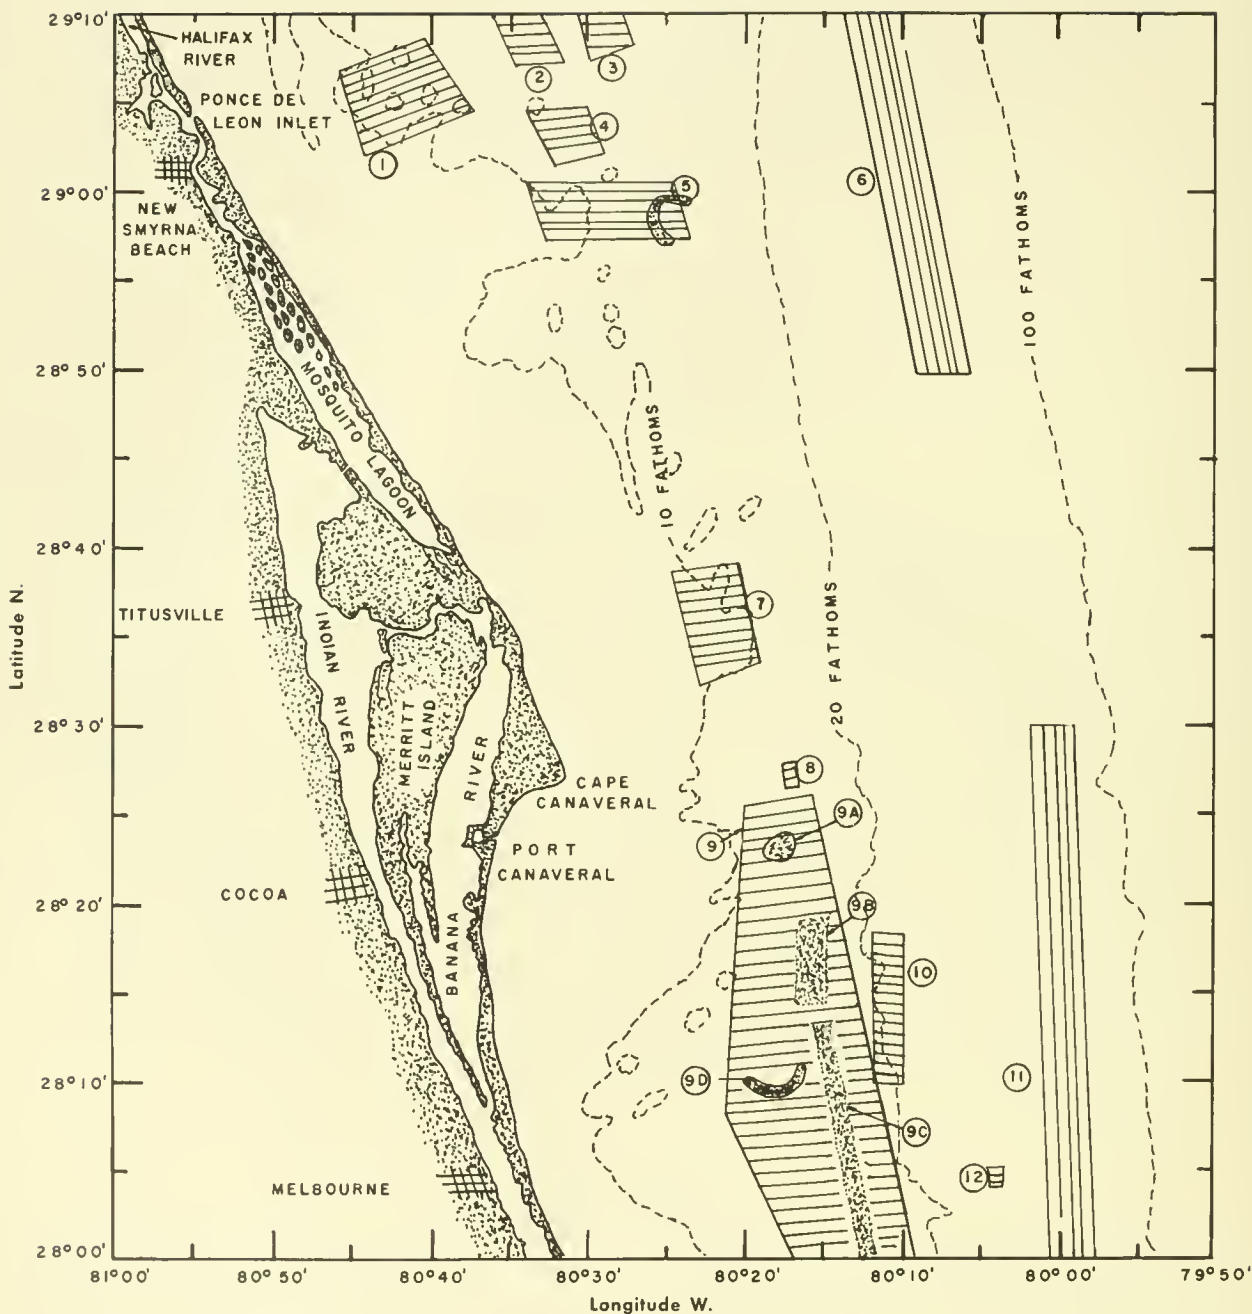 29°10'
HALIFAX
RIVER
PONCE DE
LEON INLET
2
3
4
1
5
6
29°00'
NEW
SMYRNA
BEACH
100 FATHOMS
28°50'
MOSQUITO LAGOON
10 FATHOMS
28°40'
TITUSVILLE
INDIAN RIVER
7
20 FATHOMS
Latitude N.
28°30'
MERRITT
ISLAND
BANANA RIVER
CAPE
CANAVERAL
8
9
9A
PORT
CANAVERAL
COCOA
28°20'
9B
10
28°10'
9D
11
9C
12
MELBOURNE
28°00'
81°00' 80°50' 80°40' 80°30' 80°20' 80°10' 80°00' 79°50'
Longitude W.